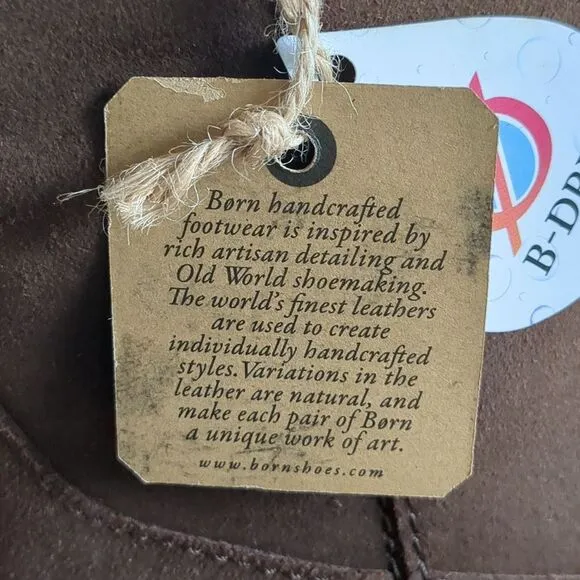 Børn handcrafted
footwear is inspired by
rich artisan detailing and
Old World shoemaking.
The world's finest leathers
are used to create
individually handcrafted
styles. Variations in the
leather are natural, and
make each pair of Børn
a unique work of art.
www.bornshoes.com